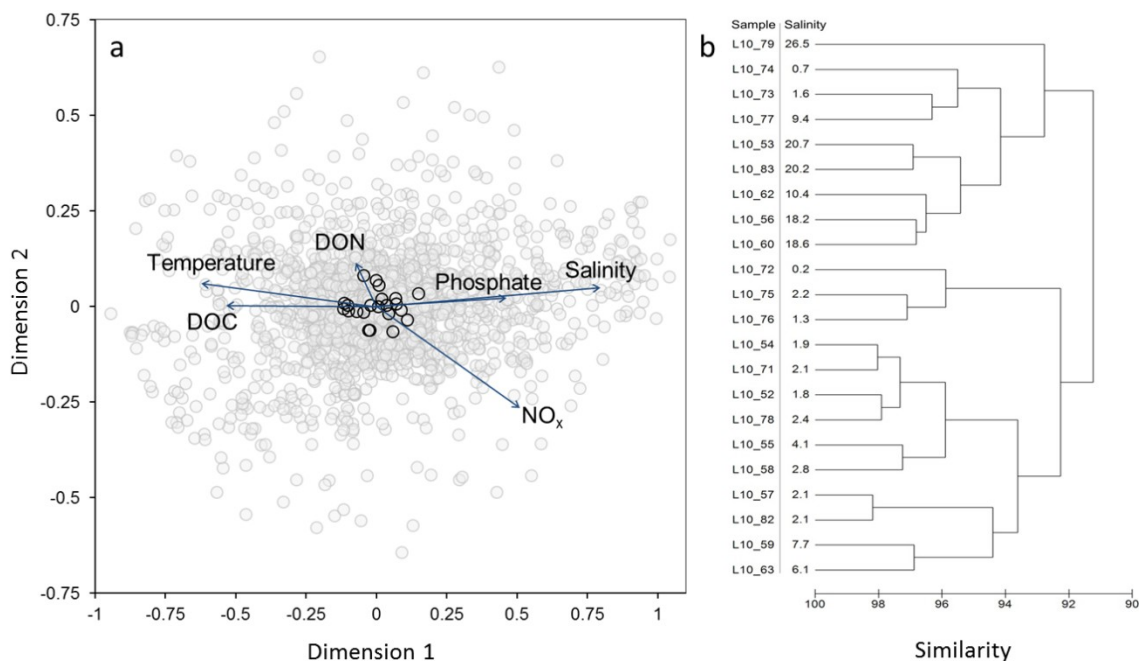 a
0.75
0.5
0.25
0
-0.25
-0.5
-0.75
-1
-0.75
-0.5
-0.25
0
0.25
0.5
0.75
1
Dimension 2
Dimension 1
DON
Temperature
DOC
Phosphate
Salinity
NOx
b
Sample Salinity
L10_79 26.5
L10_74 0.7
L10_73 1.6
L10_77 9.4
L10_53 20.7
L10_83 20.2
L10_62 10.4
L10_56 18.2
L10_60 18.6
L10_72 0.2
L10_75 2.2
L10_76 1.3
L10_54 1.9
L10_71 2.1
L10_52 1.8
L10_78 2.4
L10_55 4.1
L10_58 2.8
L10_57 2.1
L10_82 2.1
L10_59 7.7
L10_63 6.1
100 98 96 94 92 90
Similarity